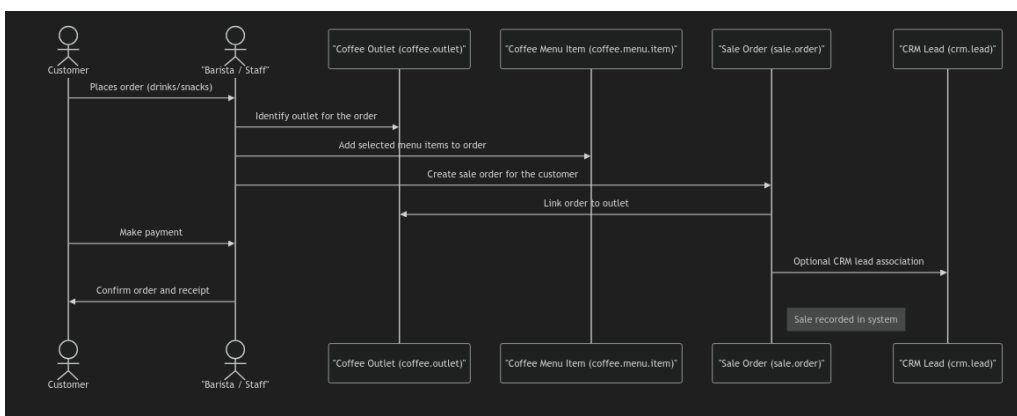 Customer
"Barista / Staff"
"Coffee Outlet (coffee.outlet)"
"Coffee Menu Item (coffee.menu.item)"
"Sale Order (sale.order)"
"CRM Lead (crm.lead)"
Places order (drinks/snacks)
Identify outlet for the order
Add selected menu items to order
Create sale order for the customer
Link order to outlet
Make payment
Optional CRM lead association
Confirm order and receipt
Sale recorded in system
Customer
"Barista / Staff"
"Coffee Outlet (coffee.outlet)"
"Coffee Menu Item (coffee.menu.item)"
"Sale Order (sale.order)"
"CRM Lead (crm.lead)"